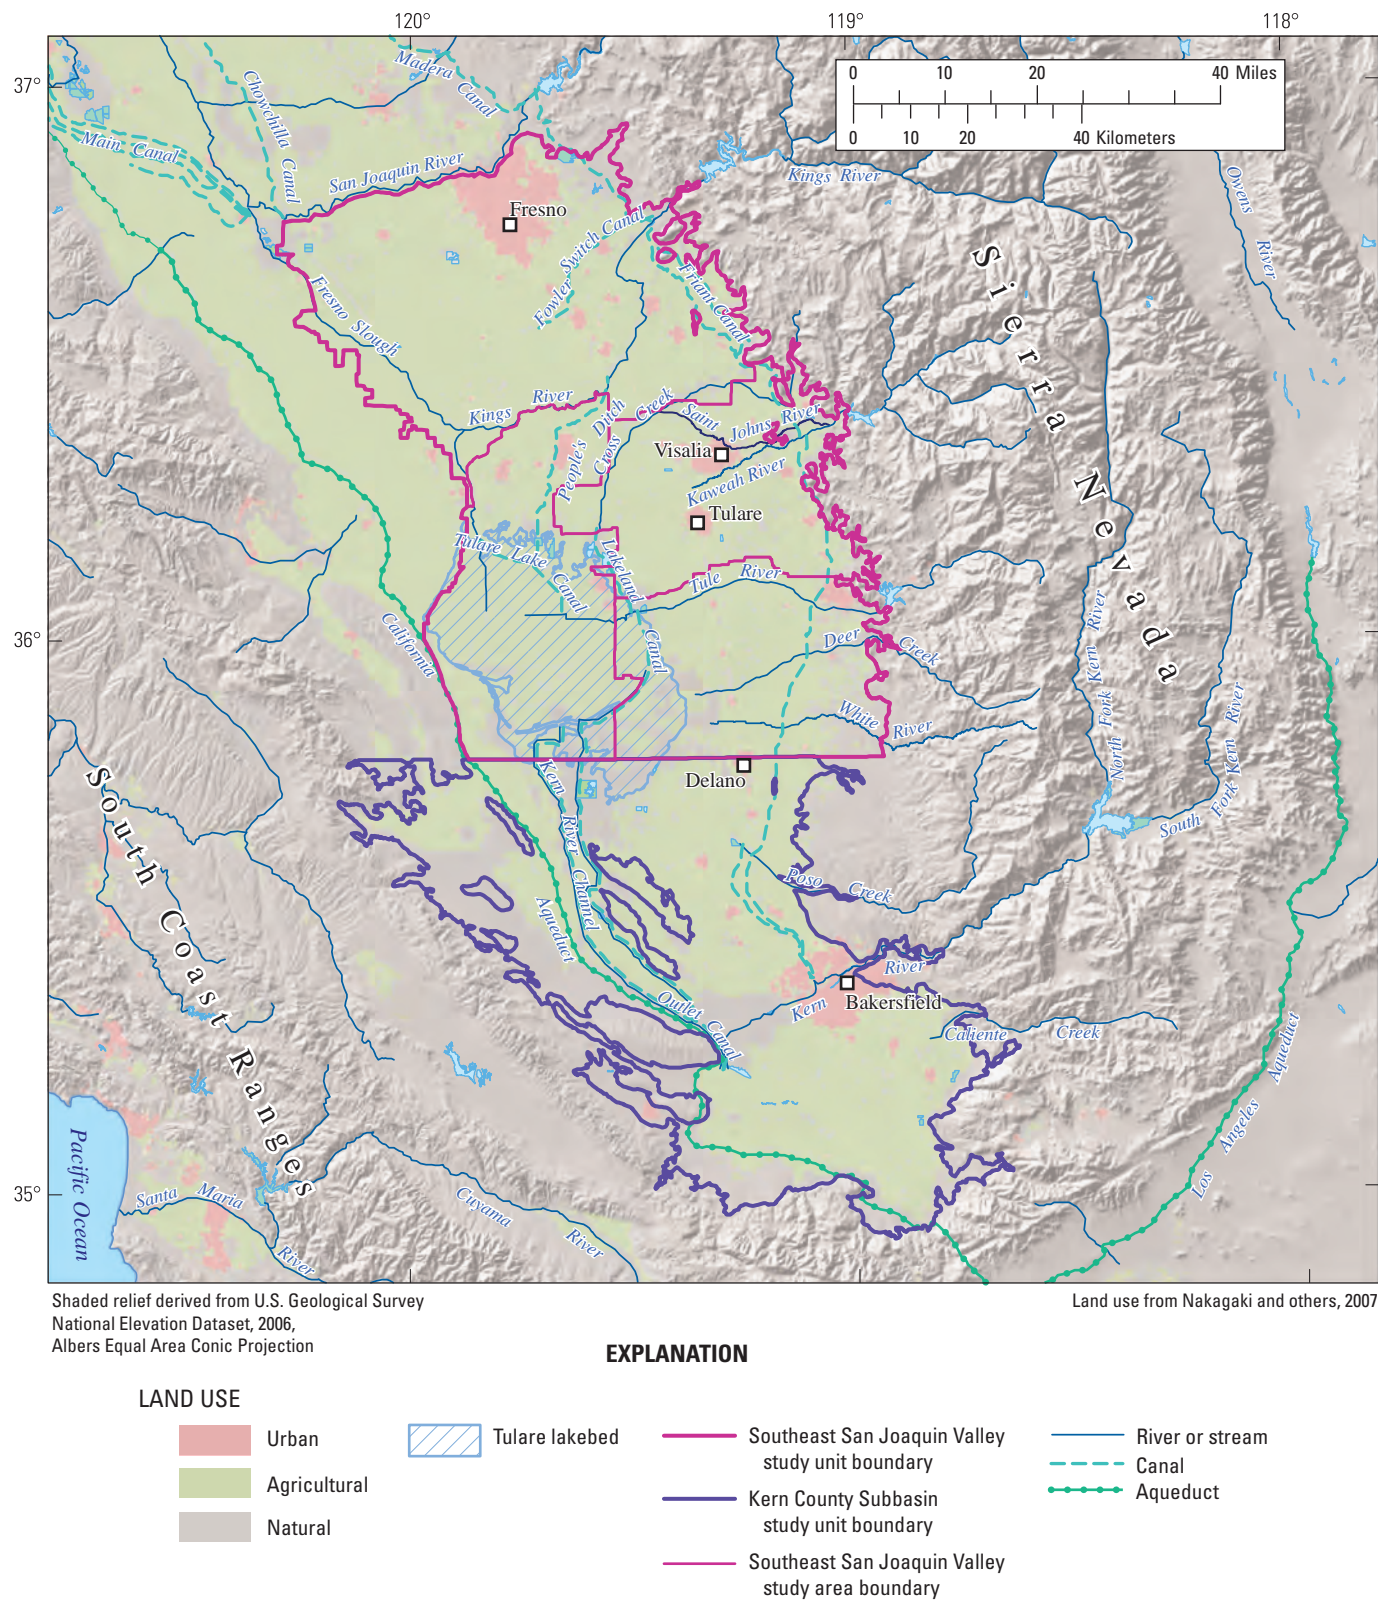 120°
119°
118°
37°
36°
35°
0 10 20 40 Miles
0 10 20 40 Kilometers
Madera Canal
Chowchilla Canal
Main Canal
San Joaquin River
Kings River
Owens River
Fresno
Fowler Switch Canal
Friant Canal
Fresno Slough
Sierra Nevada
Kings River
People's Ditch
Cross Creek
Saint Johns River
Visalia
Kaweah River
Tulare
Tulare Lake Canal
Lakeland Canal
Tule River
Deer Creek
White River
California Aqueduct
North Fork Kern River
South Fork Kern River
Delano
Kern River Channel
Poso Creek
South Coast Ranges
Outlet Canal
Kern River
Bakersfield
Caliente Creek
Los Angeles Aqueduct
Pacific Ocean
Santa Maria River
Cuyama River
Shaded relief derived from U.S. Geological Survey
National Elevation Dataset, 2006,
Albers Equal Area Conic Projection
Land use from Nakagaki and others, 2007
EXPLANATION
LAND USE
Urban
Agricultural
Natural
Tulare lakebed
Southeast San Joaquin Valley
study unit boundary
Kern County Subbasin
study unit boundary
Southeast San Joaquin Valley
study area boundary
River or stream
Canal
Aqueduct